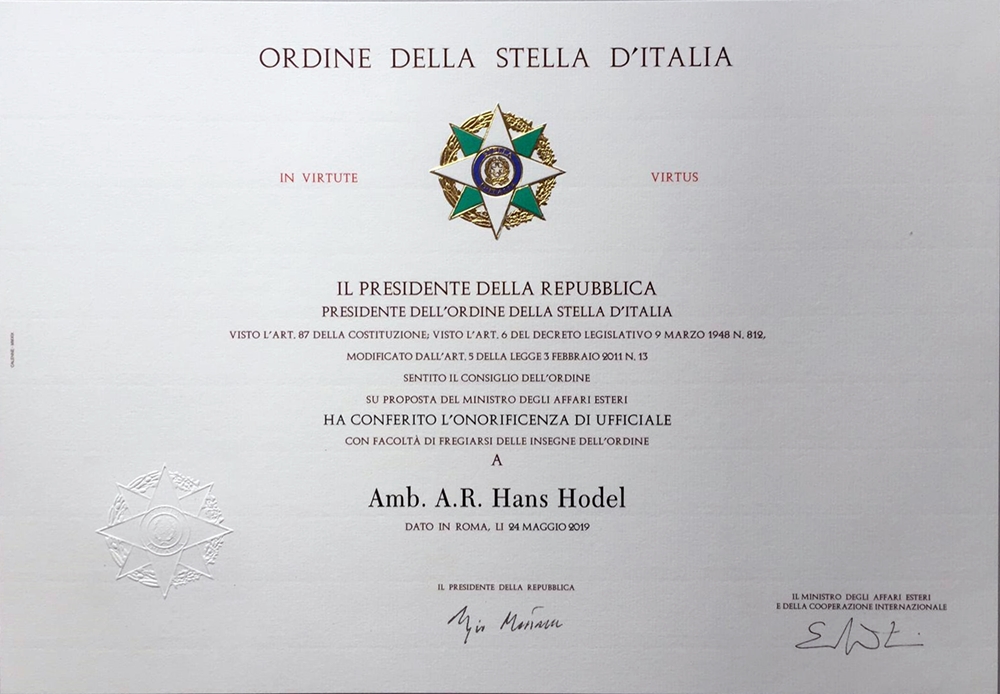 ORDINE DELLA STELLA D'ITALIA
IN VIRTUTE
VIRTUS
IL PRESIDENTE DELLA REPUBBLICA
PRESIDENTE DELL'ORDINE DELLA STELLA D'ITALIA
VISTO L'ART. 87 DELLA COSTITUZIONE; VISTO L'ART. 6 DEL DECRETO LEGISLATIVO 9 MARZO 1948 N. 812,
MODIFICATO DALL'ART. 5 DELLA LEGGE 3 FEBBRAIO 2011 N. 13
SENTITO IL CONSIGLIO DELL'ORDINE
SU PROPOSTA DEL MINISTRO DEGLI AFFARI ESTERI
HA CONFERITO L'ONORIFICENZA DI UFFICIALE
CON FACOLTÀ DI FREGIARSI DELLE INSEGNE DELL'ORDINE
A
Amb. A.R. Hans Hodel
DATO IN ROMA, LI 24 MAGGIO 2019
IL PRESIDENTE DELLA REPUBBLICA
IL MINISTRO DEGLI AFFARI ESTERI
E DELLA COOPERAZIONE INTERNAZIONALE